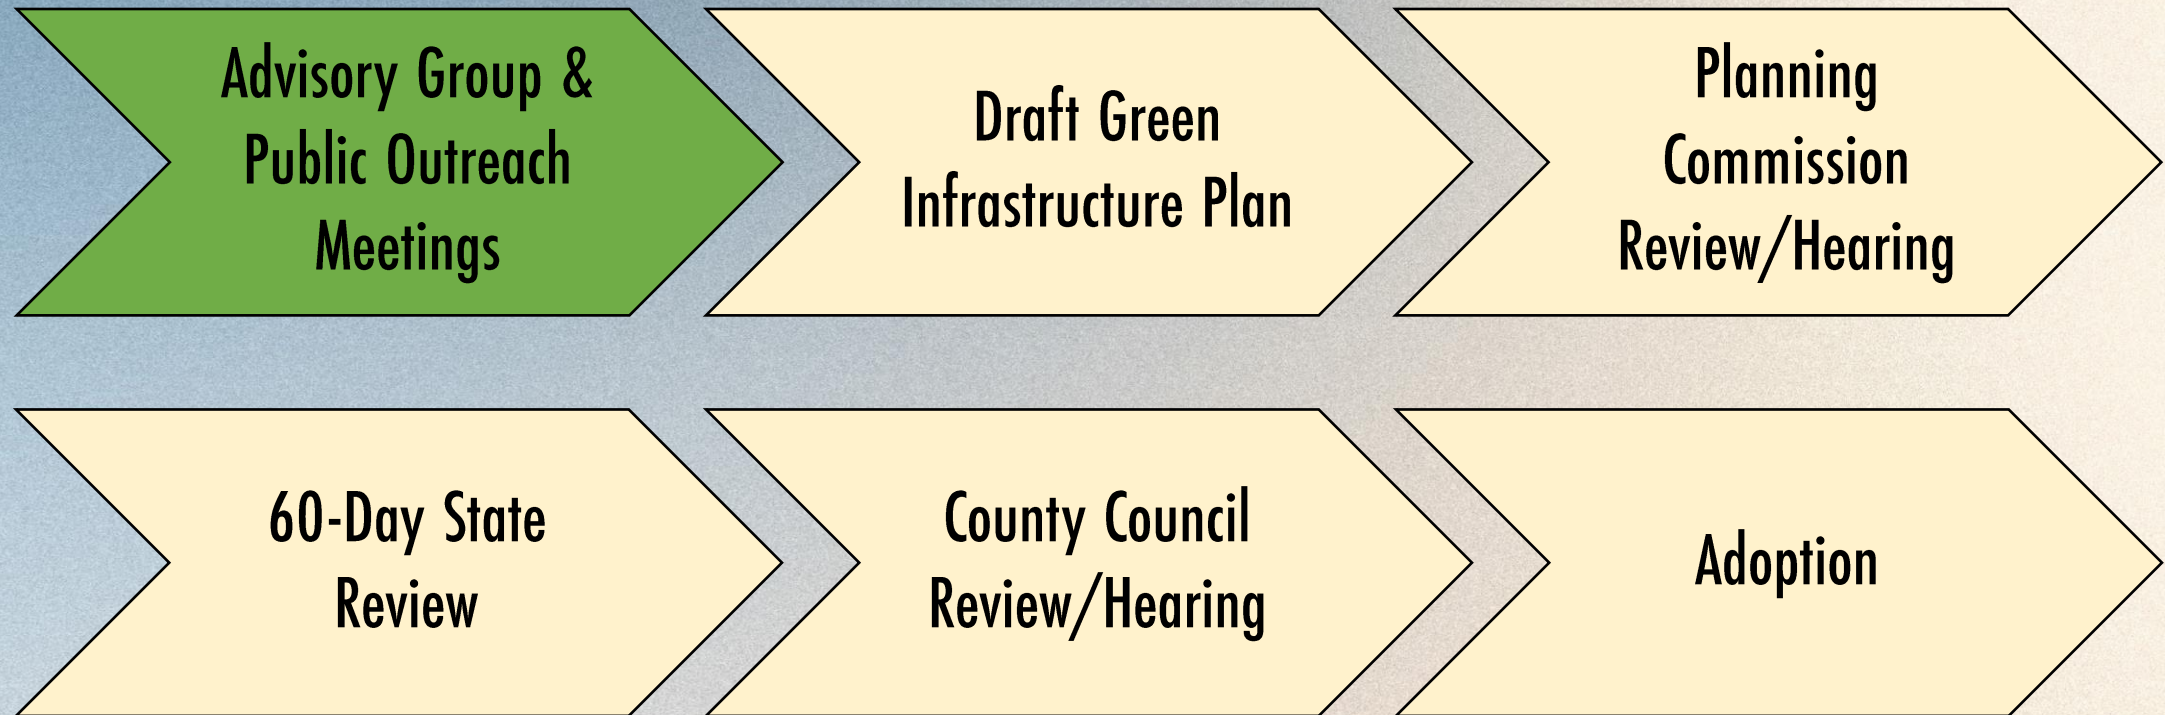 Advisory Group &
Public Outreach
Meetings
Draft Green
Infrastructure Plan
Planning
Commission
Review/Hearing
60-Day State
Review
County Council
Review/Hearing
Adoption